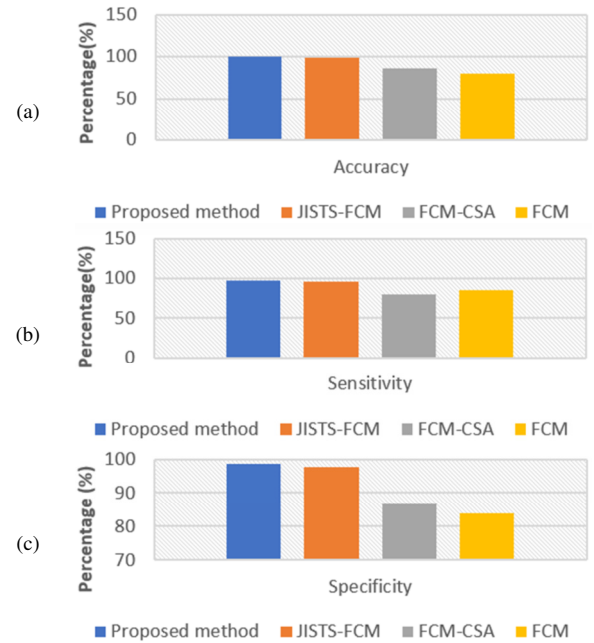 (a)
Percentage(%)
150
100
50
0
Accuracy
Proposed method JISTS-FCM FCM-CSA FCM
(b)
Percentage(%)
150
100
50
0
Sensitivity
Proposed method JISTS-FCM FCM-CSA FCM
(c)
Percentage (%)
100
90
80
70
Specificity
Proposed method JISTS-FCM FCM-CSA FCM